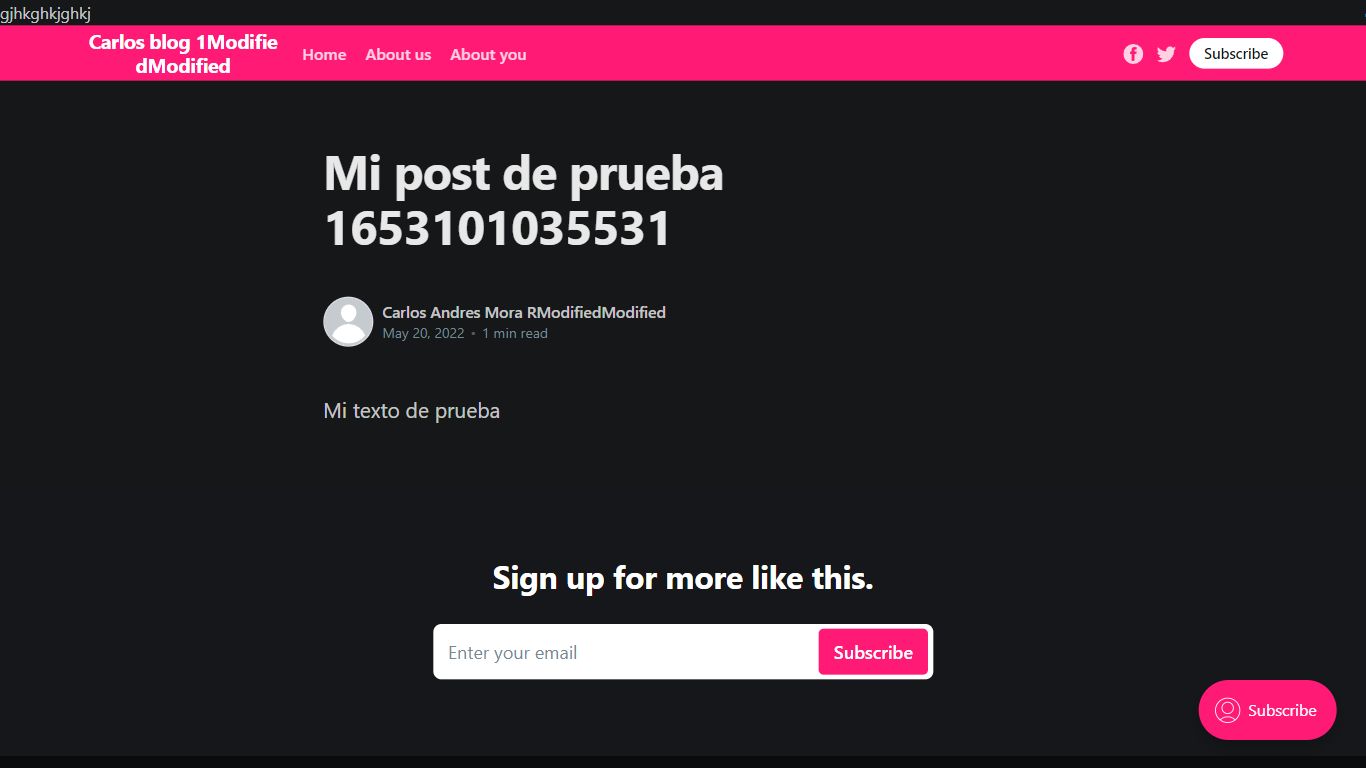 gjhkghkjghkj
Carlos blog 1Modifie
dModified
Home About us About you
Subscribe
Mi post de prueba
1653101035531
Carlos Andres Mora RModifiedModified
May 20, 2022 • 1 min read
Mi texto de prueba
Sign up for more like this.
Enter your email
Subscribe
Subscribe